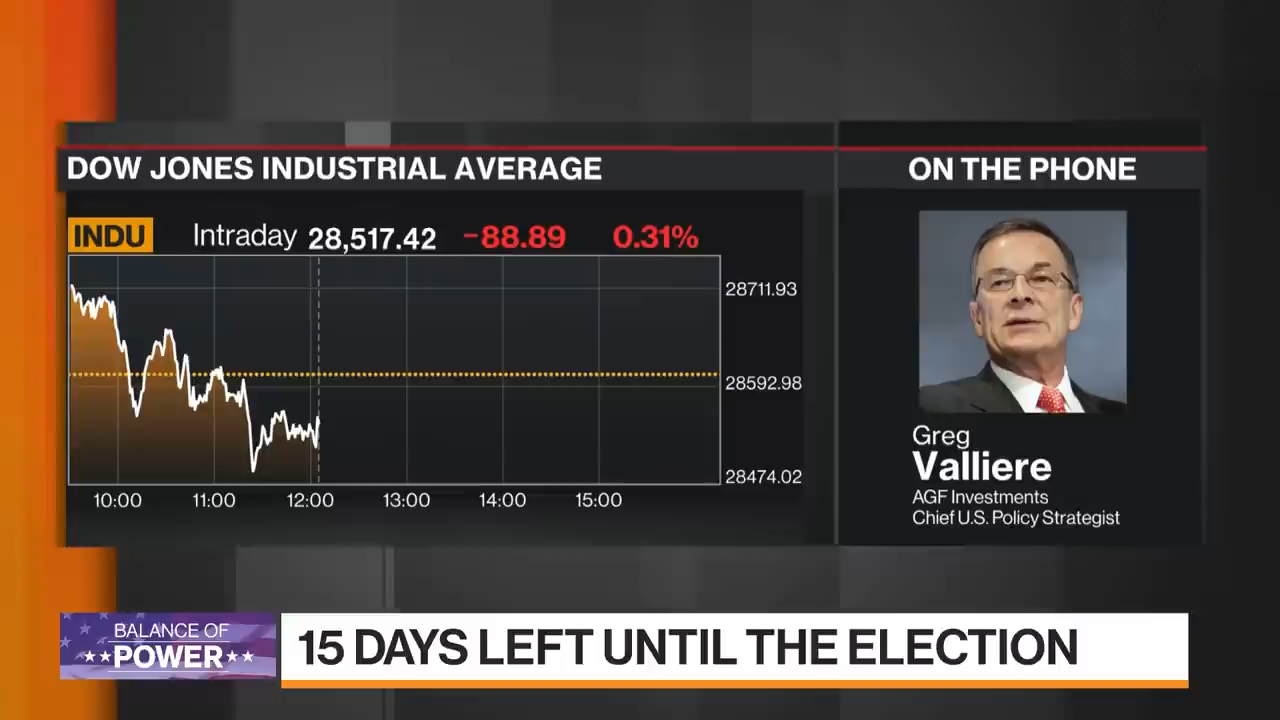 DOW JONES INDUSTRIAL AVERAGE
INDU Intraday 28,517.42 -88.89 0.31%
28711.93
28592.98
28474.02
10:00 11:00 12:00 13:00 14:00 15:00
ON THE PHONE
Greg
Valliere
AGF Investments
Chief U.S. Policy Strategist
BALANCE OF
POWER
15 DAYS LEFT UNTIL THE ELECTION